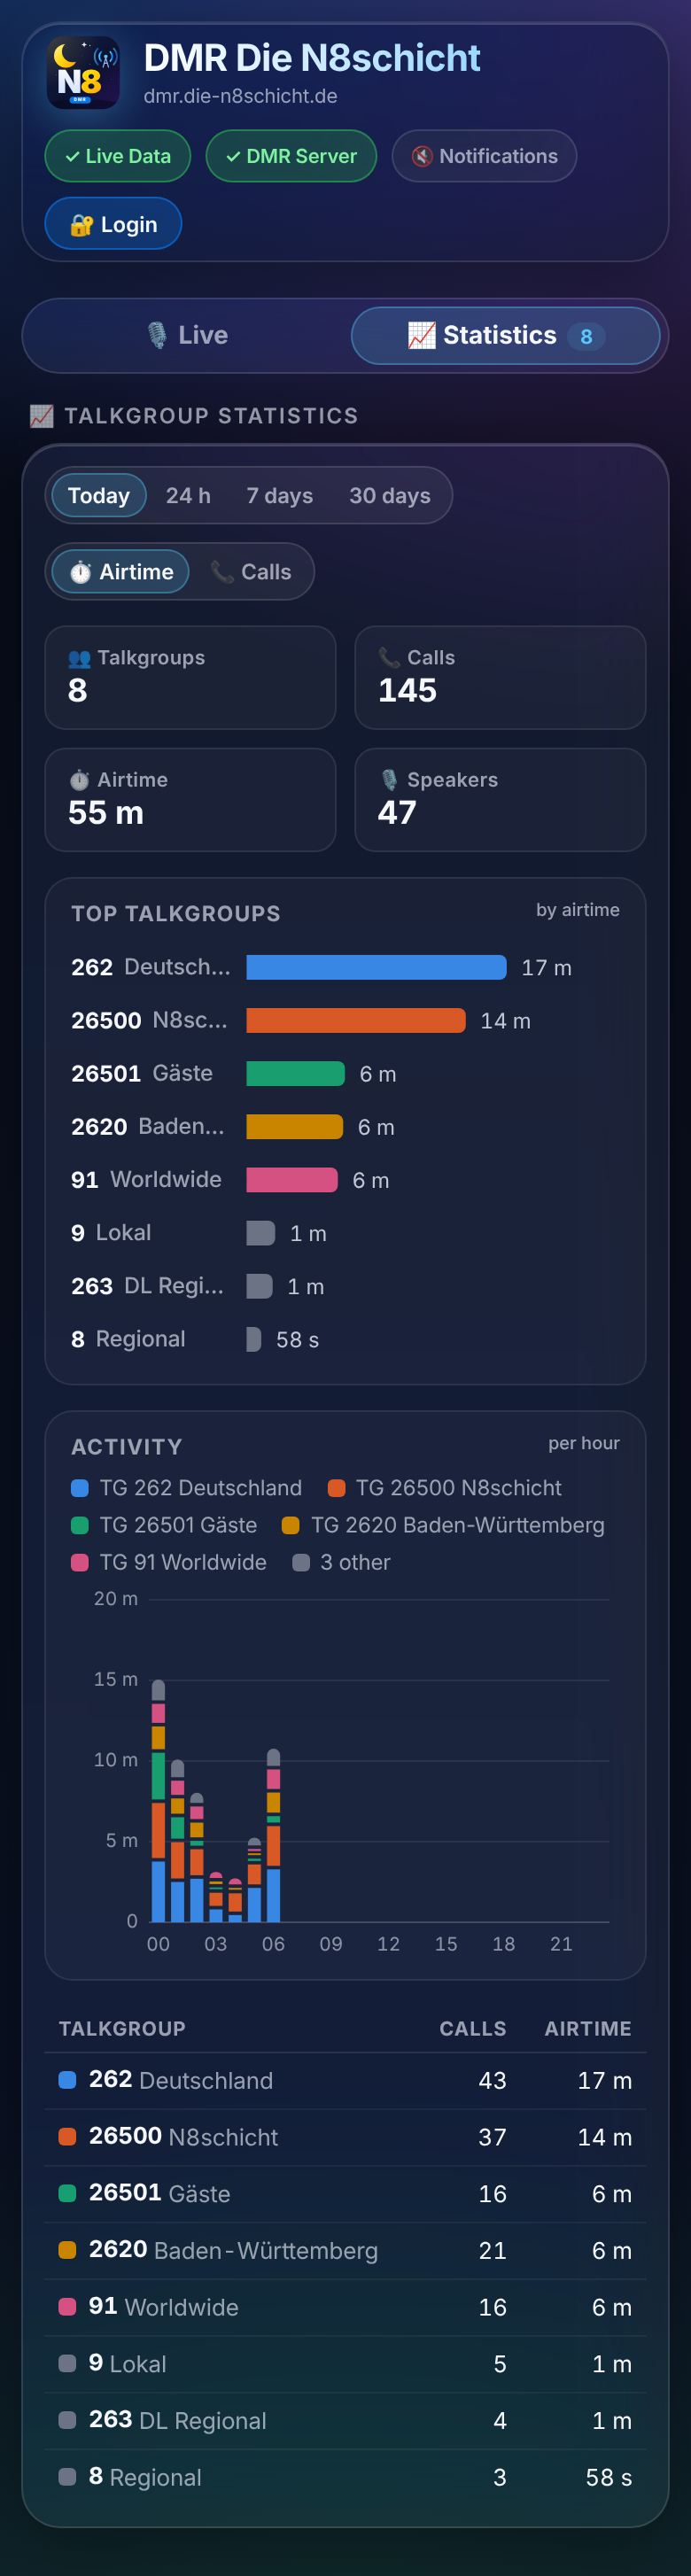 N8
DMR
DMR Die N8schicht
dmr.die-n8schicht.de
✓ Live Data
✓ DMR Server
Notifications
Login
Live
Statistics 8
TALKGROUP STATISTICS
Today 24 h 7 days 30 days
Airtime Calls
Talkgroups
8
Calls
145
Airtime
55 m
Speakers
47
TOP TALKGROUPS by airtime
262 Deutsch... 17 m
26500 N8sc... 14 m
26501 Gäste 6 m
2620 Baden... 6 m
91 Worldwide 6 m
9 Lokal 1 m
263 DL Regi... 1 m
8 Regional 58 s
ACTIVITY per hour
TG 262 Deutschland TG 26500 N8schicht
TG 26501 Gäste TG 2620 Baden-Württemberg
TG 91 Worldwide 3 other
20 m
15 m
10 m
5 m
0
00 03 06 09 12 15 18 21
TALKGROUP CALLS AIRTIME
262 Deutschland 43 17 m
26500 N8schicht 37 14 m
26501 Gäste 16 6 m
2620 Baden-Württemberg 21 6 m
91 Worldwide 16 6 m
9 Lokal 5 1 m
263 DL Regional 4 1 m
8 Regional 3 58 s